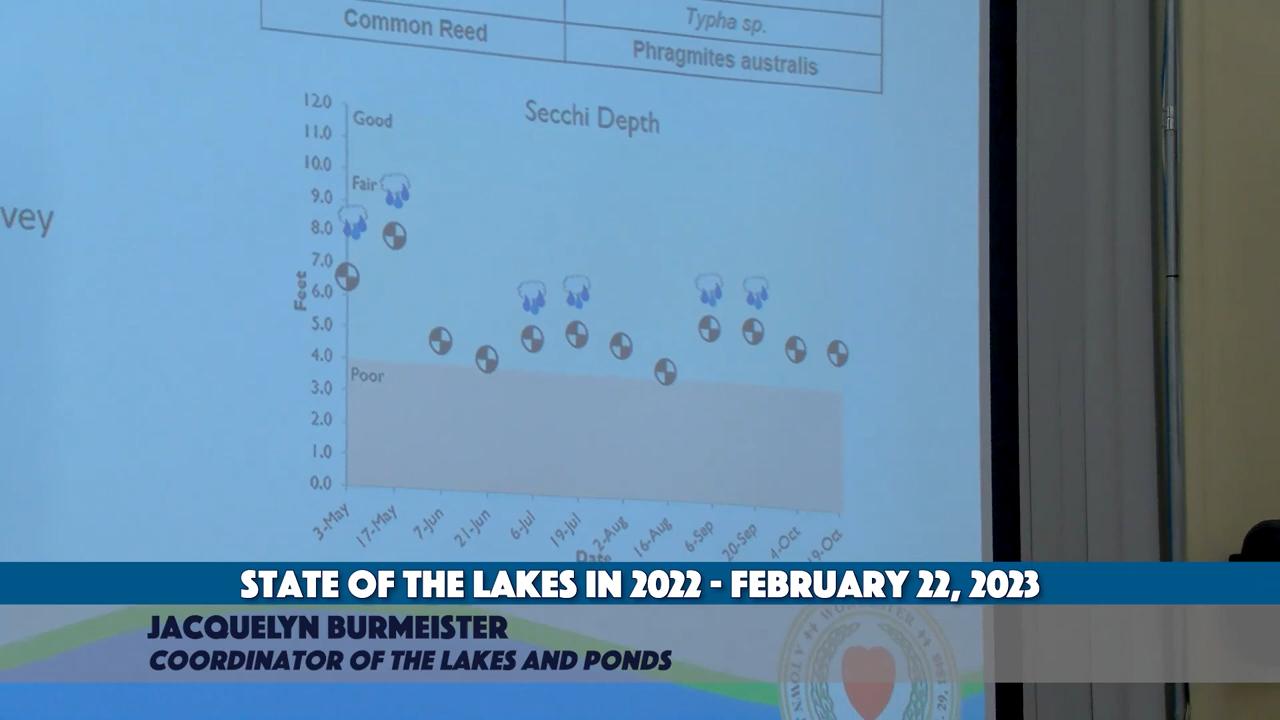 Typha sp.
Common Reed
Phragmites australis
Secchi Depth
12.0
Good
11.0
10.0
Fair
9.0
vey
8.0
7.0
Feet
6.0
5.0
4.0
Poor
3.0
2.0
1.0
0.0
3-May
17-May
7-Jun
21-Jun
6-Jul
19-Jul
2-Aug
16-Aug
6-Sep
20-Sep
4-Oct
Date
STATE OF THE LAKES IN 2022 - FEBRUARY 22, 2023
JACQUELYN BURMEISTER
COORDINATOR OF THE LAKES AND PONDS
A TOWN